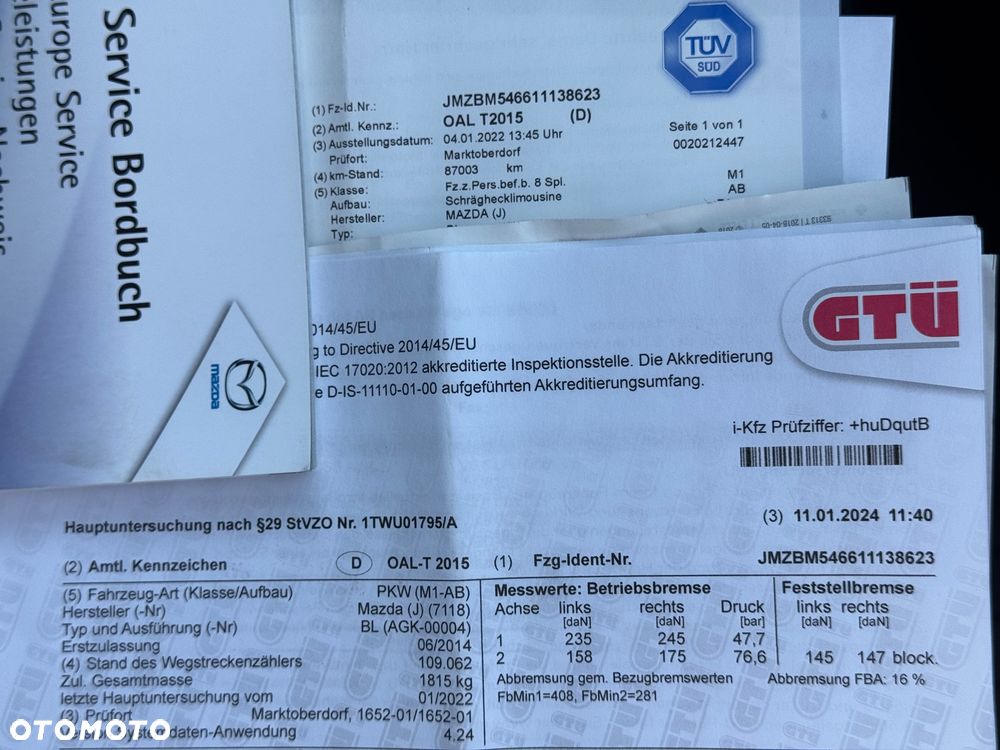 Service Bordbuch
urope Service
leistungen
mazda
TÜV
SÜD
(1) Fz-Id.Nr.: JMZBM546611138623
(2) Amtl. Kennz.: OAL T2015 (D)
(3) Ausstellungsdatum: 04.01.2022 13:45 Uhr Seite 1 von 1
Prüfort: Marktoberdorf 0020212447
(4) km-Stand: 87003 km
(5) Klasse: Fz.z.Pers.bef.b. 8 Spl. M1
Aufbau: Schräghecklimousine AB
Hersteller: MAZDA (J)
Typ:
GTÜ
014/45/EU
g to Directive 2014/45/EU
IEC 17020:2012 akkreditierte Inspektionsstelle. Die Akkreditierung
e D-IS-11110-01-00 aufgeführten Akkreditierungsumfang.
i-Kfz Prüfziffer: +huDqutB
Hauptuntersuchung nach §29 StVZO Nr. 1TWU01795/A (3) 11.01.2024 11:40
(2) Amtl. Kennzeichen D OAL-T 2015 (1) Fzg-Ident-Nr. JMZBM546611138623
(5) Fahrzeug-Art (Klasse/Aufbau) PKW (M1-AB)
Hersteller (-Nr) Mazda (J) (7118)
Typ und Ausführung (-Nr) BL (AGK-00004)
Erstzulassung 06/2014
(4) Stand des Wegstreckenzählers 109.062
Zul. Gesamtmasse 1815 kg
letzte Hauptuntersuchung vom 01/2022
(3) Prüfort Marktoberdorf, 1652-01/1652-01
daten-Anwendung 4,24
Messwerte: Betriebsbremse Feststellbremse
Achse links rechts Druck links rechts
[daN] [daN] [bar] [daN] [daN]
1 235 245 47,7
2 158 175 76,6 145 147 block.
Abbremsung gem. Bezugbremswerten Abbremsung FBA: 16 %
FbMin1=408, FbMin2=281
OTOMOTO